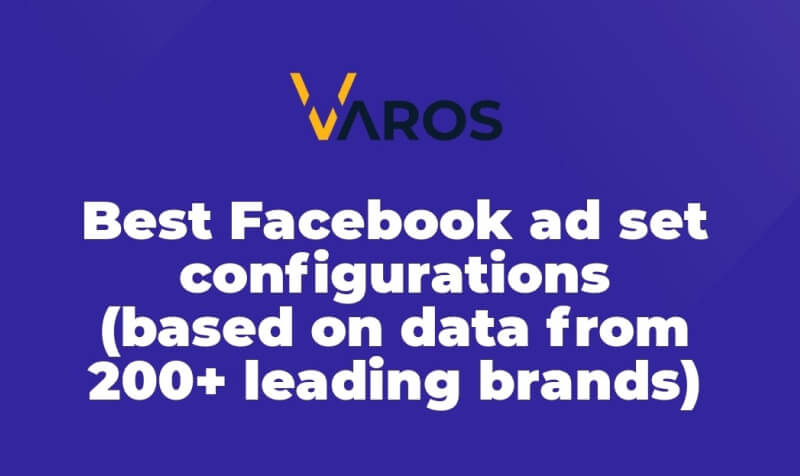 VAROS
Best Facebook ad set
configurations
(based on data from
200+ leading brands)